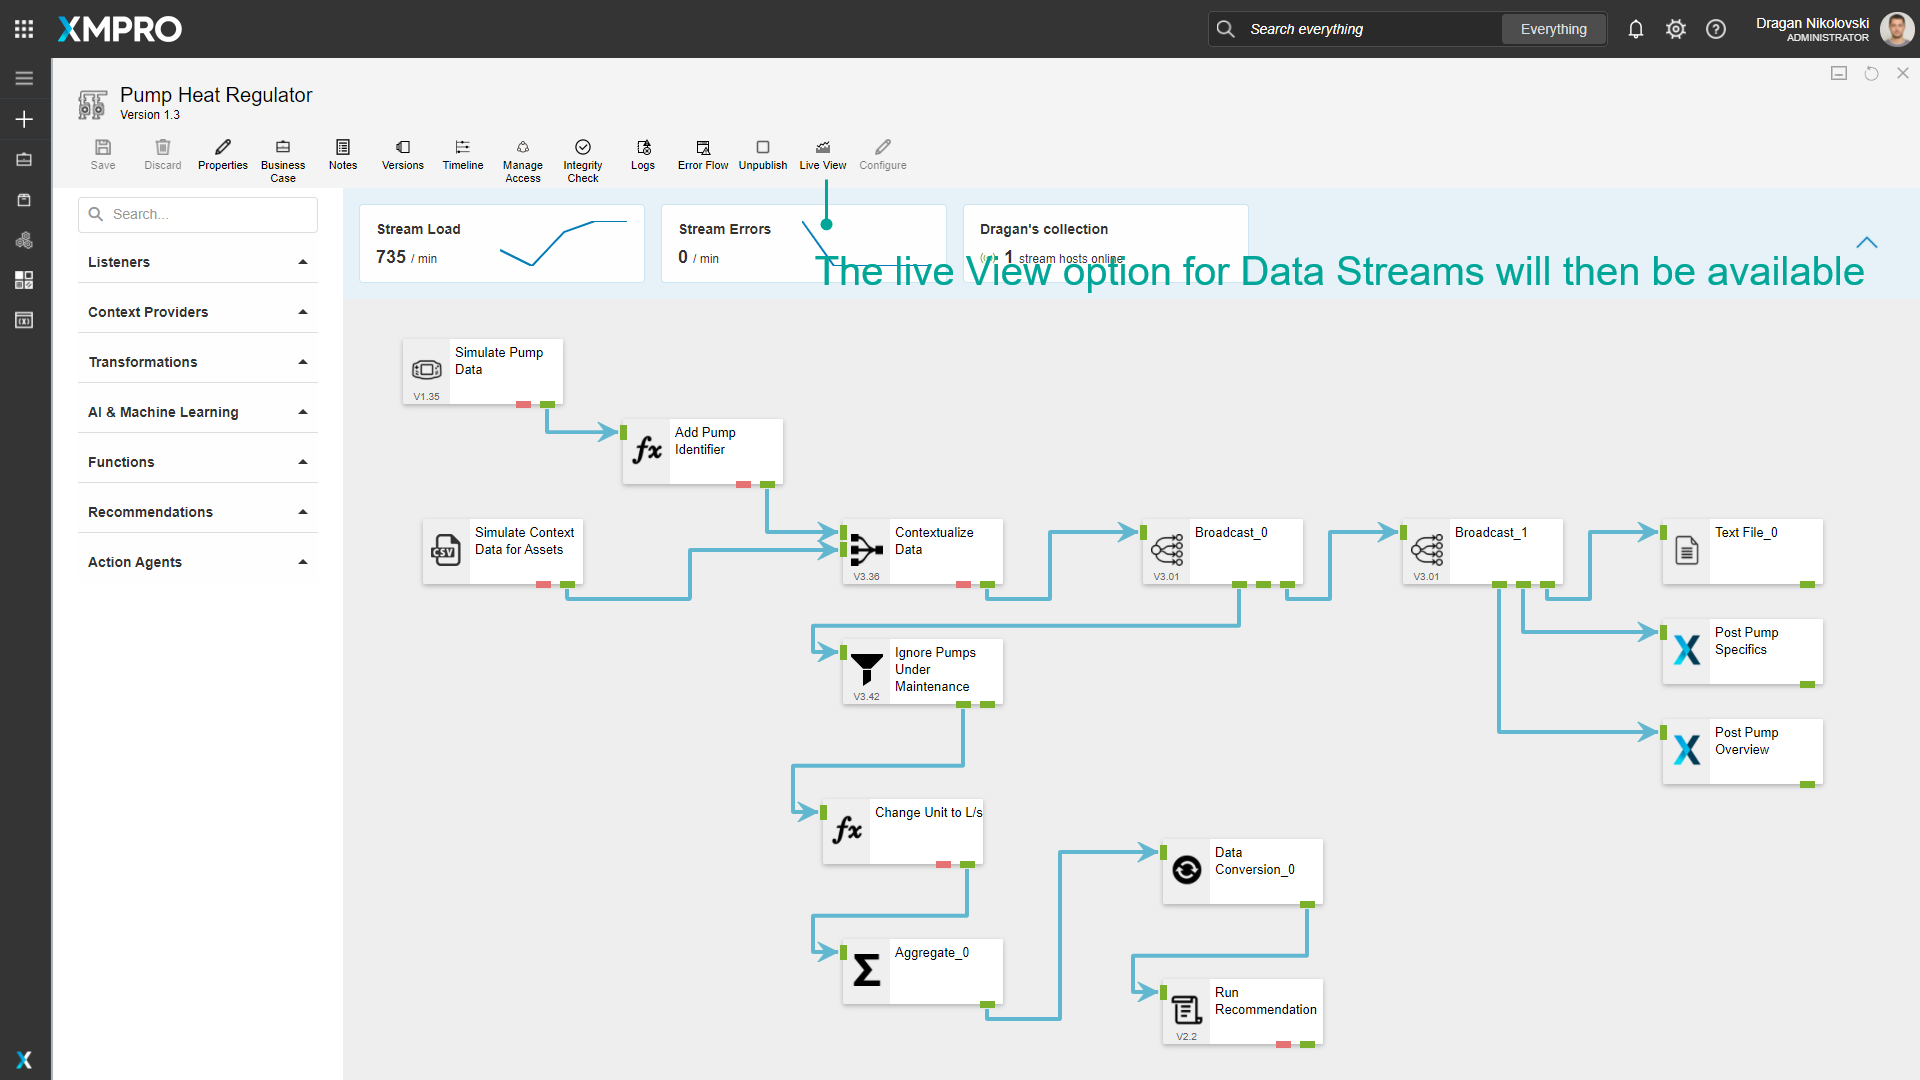 XMPRO
Search everything
Everything
Dragan Nikolovski
ADMINISTRATOR
Pump Heat Regulator
Version 1.3
Save
Discard
Properties
Business
Case
Notes
Versions
Timeline
Manage
Access
Integrity
Check
Logs
Error Flow
Unpublish
Live View
Configure
Search...
Listeners
Context Providers
Transformations
AI & Machine Learning
Functions
Recommendations
Action Agents
Stream Load
735 / min
Stream Errors
0 / min
Dragan's collection
1 stream hosts online
The live View option for Data Streams will then be available
Simulate Pump
Data
V1.35
Add Pump
Identifier
fx
Simulate Context
Data for Assets
CSV
Contextualize
Data
V3.36
Broadcast_0
V3.01
Broadcast_1
V3.01
Text File_0
Post Pump
Specifics
Post Pump
Overview
Ignore Pumps
Under
Maintenance
V3.42
Change Unit to L/s
fx
Aggregate_0
Σ
Data
Conversion_0
Run
Recommendation
V2.2